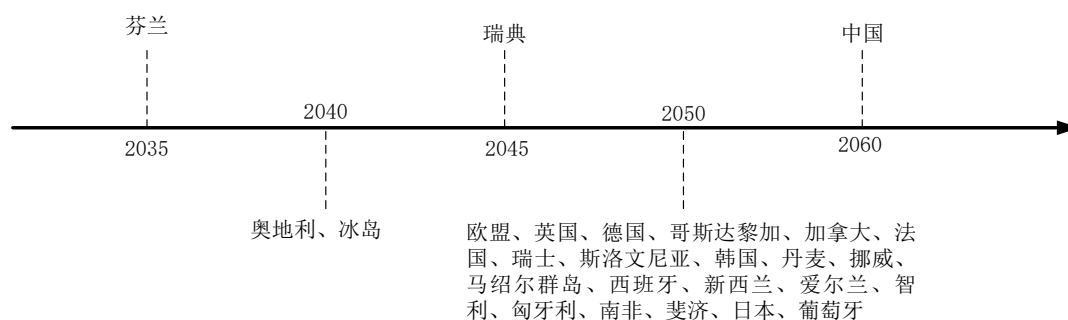 芬兰
瑞典
中国
2040
2050
2035
2045
2060
奥地利、冰岛
欧盟、英国、德国、哥斯达黎加、加拿大、法
国、瑞士、斯洛文尼亚、韩国、丹麦、挪威、
马绍尔群岛、西班牙、新西兰、爱尔兰、智
利、匈牙利、南非、斐济、日本、葡萄牙